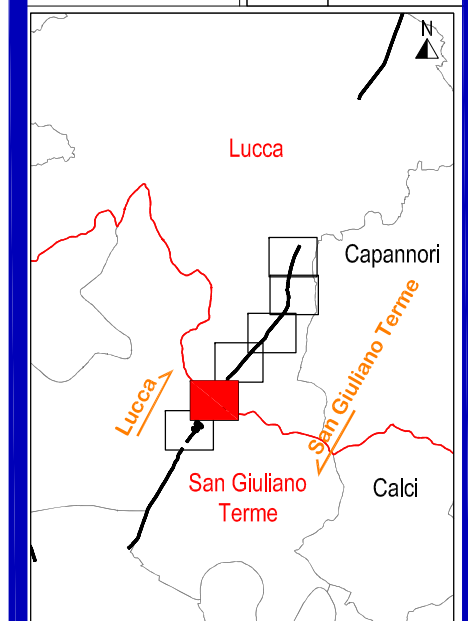 N
Lucca
Capannori
San Giuliano Terme
Lucca
San Giuliano
Terme
Calci